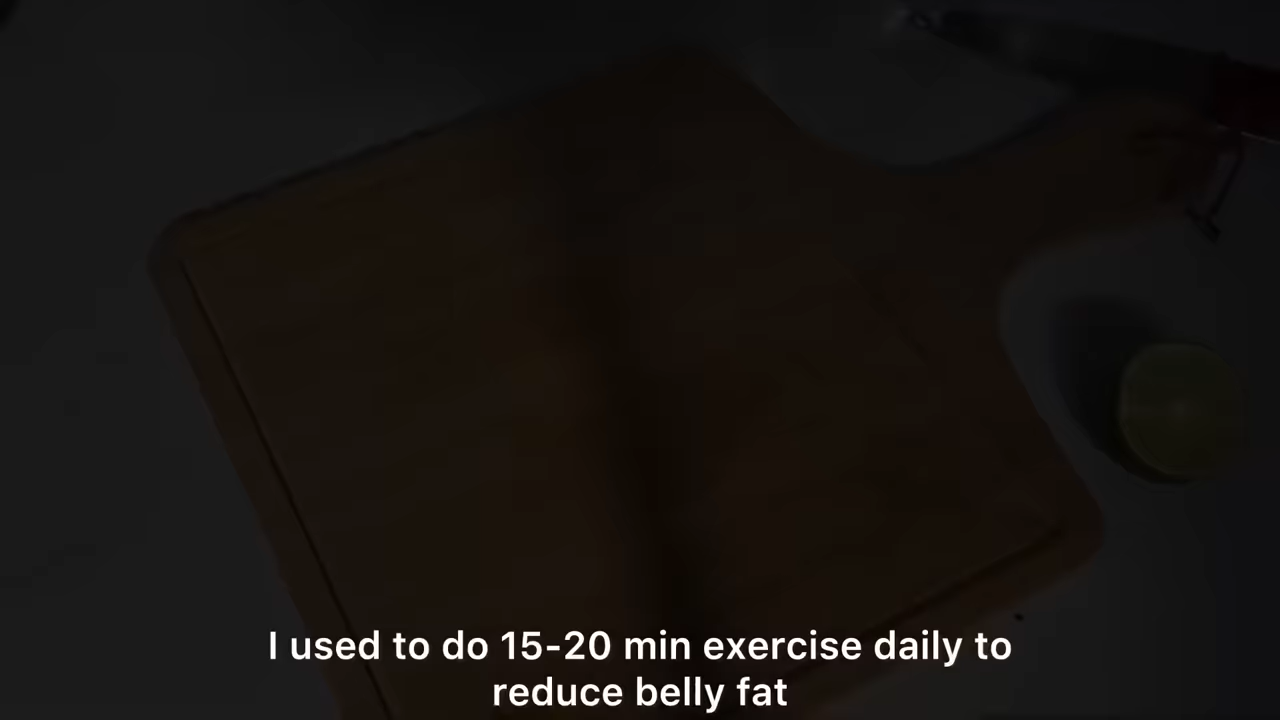 I used to do 15-20 min exercise daily to
reduce belly fat